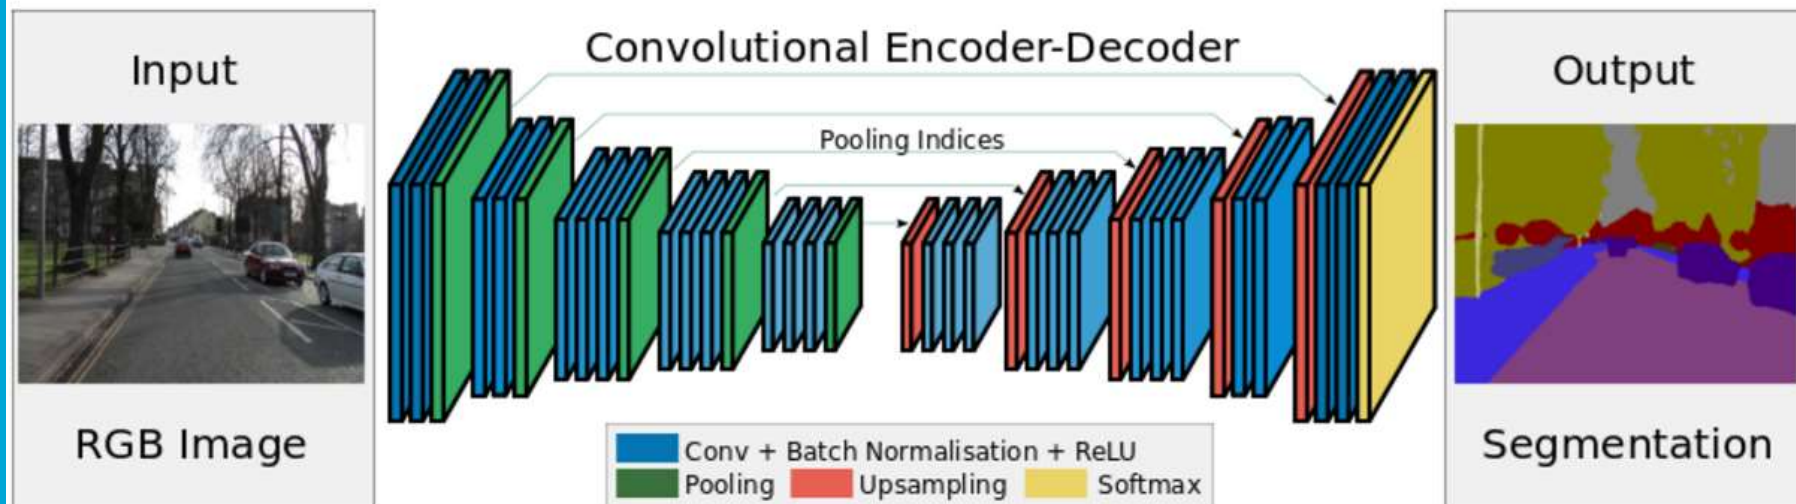 Input
RGB Image
Convolutional Encoder-Decoder
Pooling Indices
Conv + Batch Normalisation + ReLU
Pooling
Upsampling
Softmax
Output
Segmentation